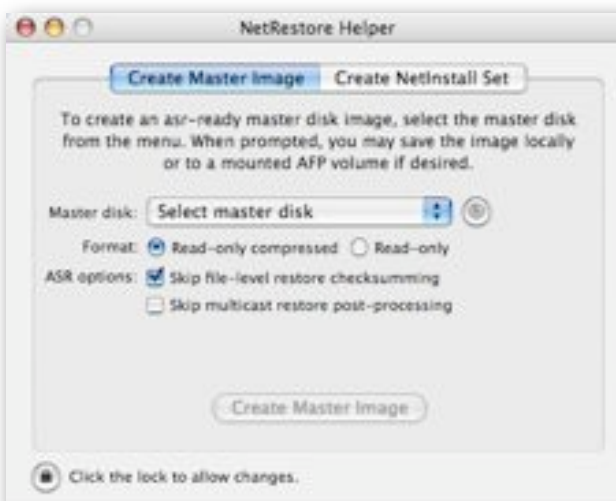 NetRestore Helper
Create Master Image Create NetInstall Set
To create an asr-ready master disk image, select the master disk
from the menu. When prompted, you may save the image locally
or to a mounted AFP volume if desired.
Master disk: Select master disk
Format: Read-only compressed Read-only
ASR options: Skip file-level restore checksumming
Skip multicast restore post-processing
Create Master Image
Click the lock to allow changes.